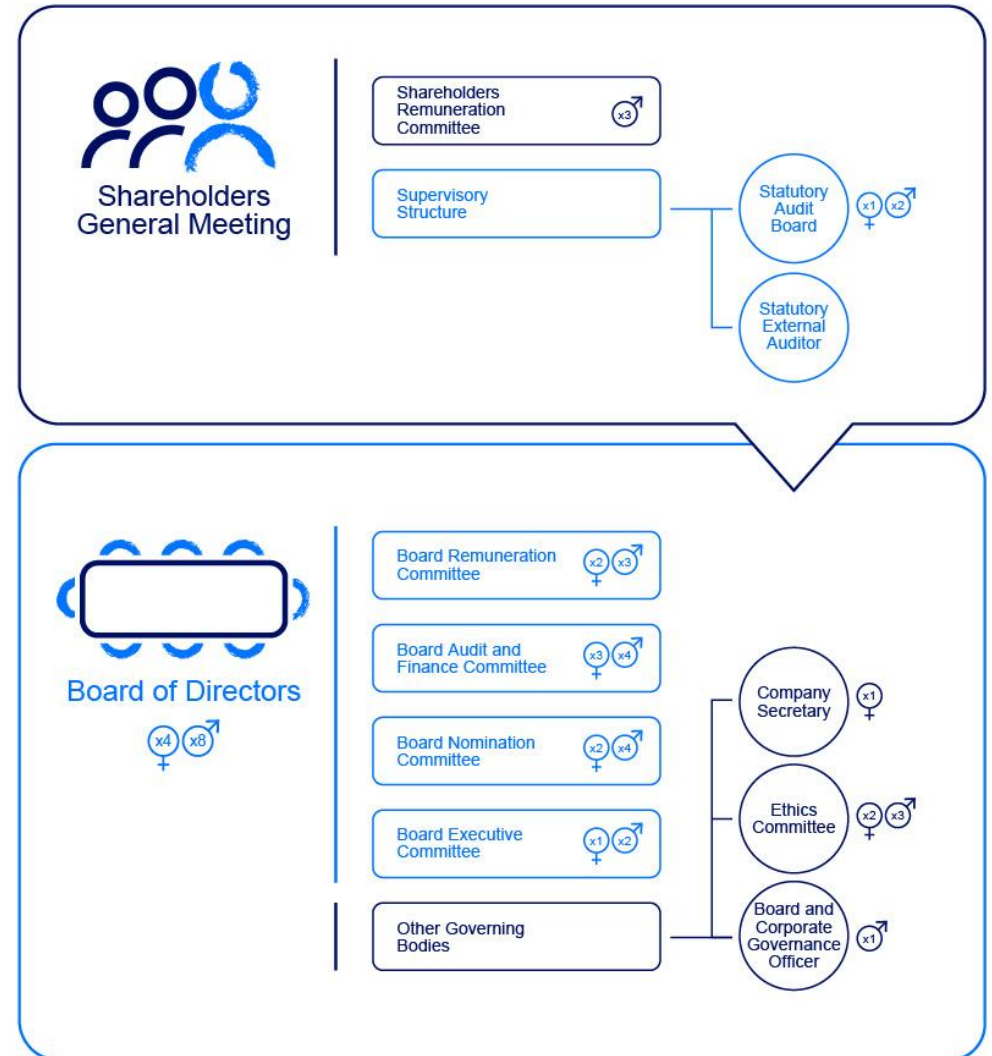 Shareholders
General Meeting
Shareholders
Remuneration
Committee
x3
Supervisory
Structure
Statutory
Audit
Board
x1 x2
Statutory
External
Auditor
Board of Directors
x4 x8
Board Remuneration
Committee
x2 x3
Board Audit and
Finance Committee
x3 x4
Board Nomination
Committee
x2 x4
Board Executive
Committee
x1 x2
Other Governing
Bodies
Company
Secretary
x1
Ethics
Committee
x2 x3
Board and
Corporate
Governance
Officer
x1